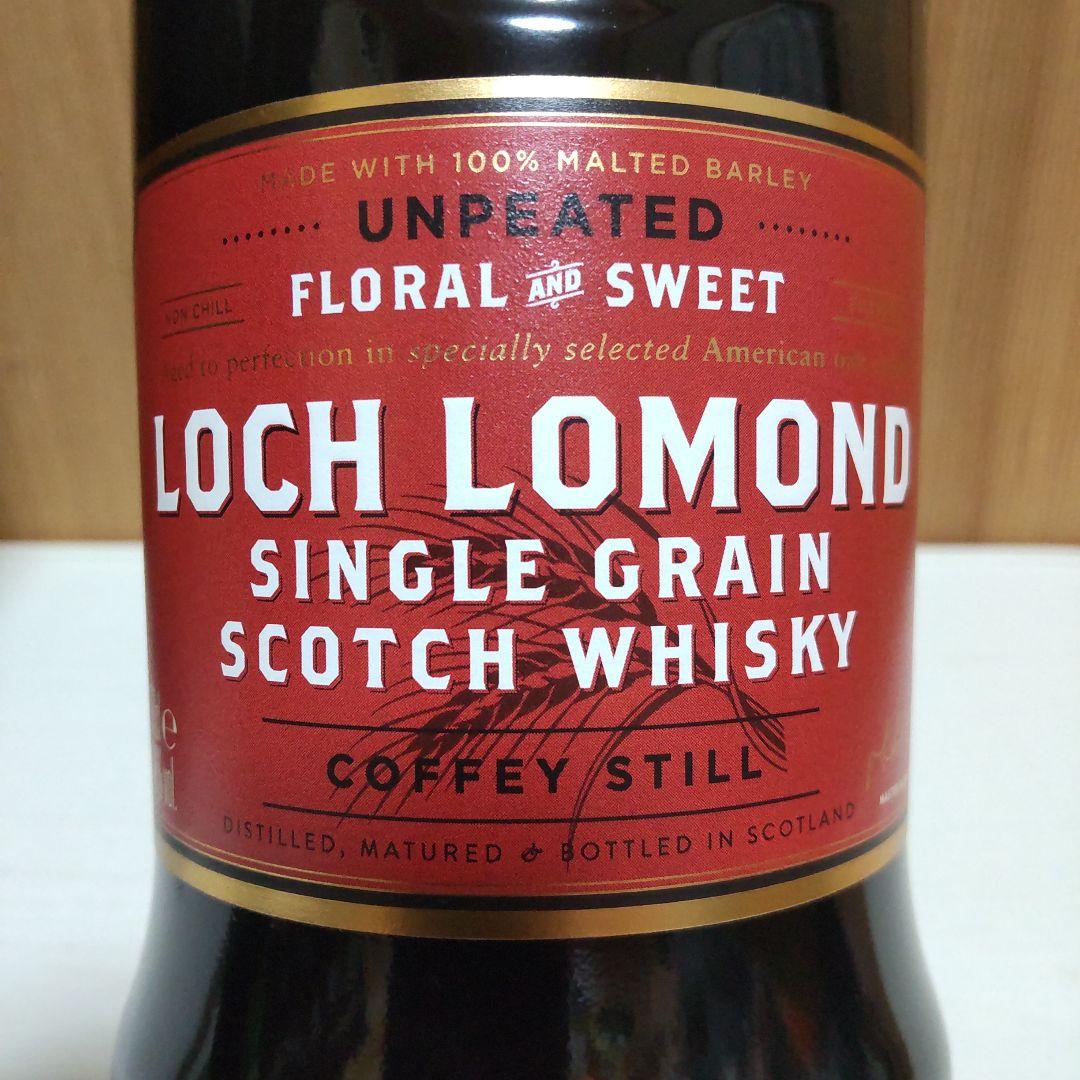 MADE WITH 100% MALTED BARLEY
UNPEATED
FLORAL AND SWEET
NON CHILL
to perfection in specially selected American
LOCH LOMOND
SINGLE GRAIN
SCOTCH WHISKY
COFFEY STILL
DISTILLED, MATURED & BOTTLED IN SCOTLAND